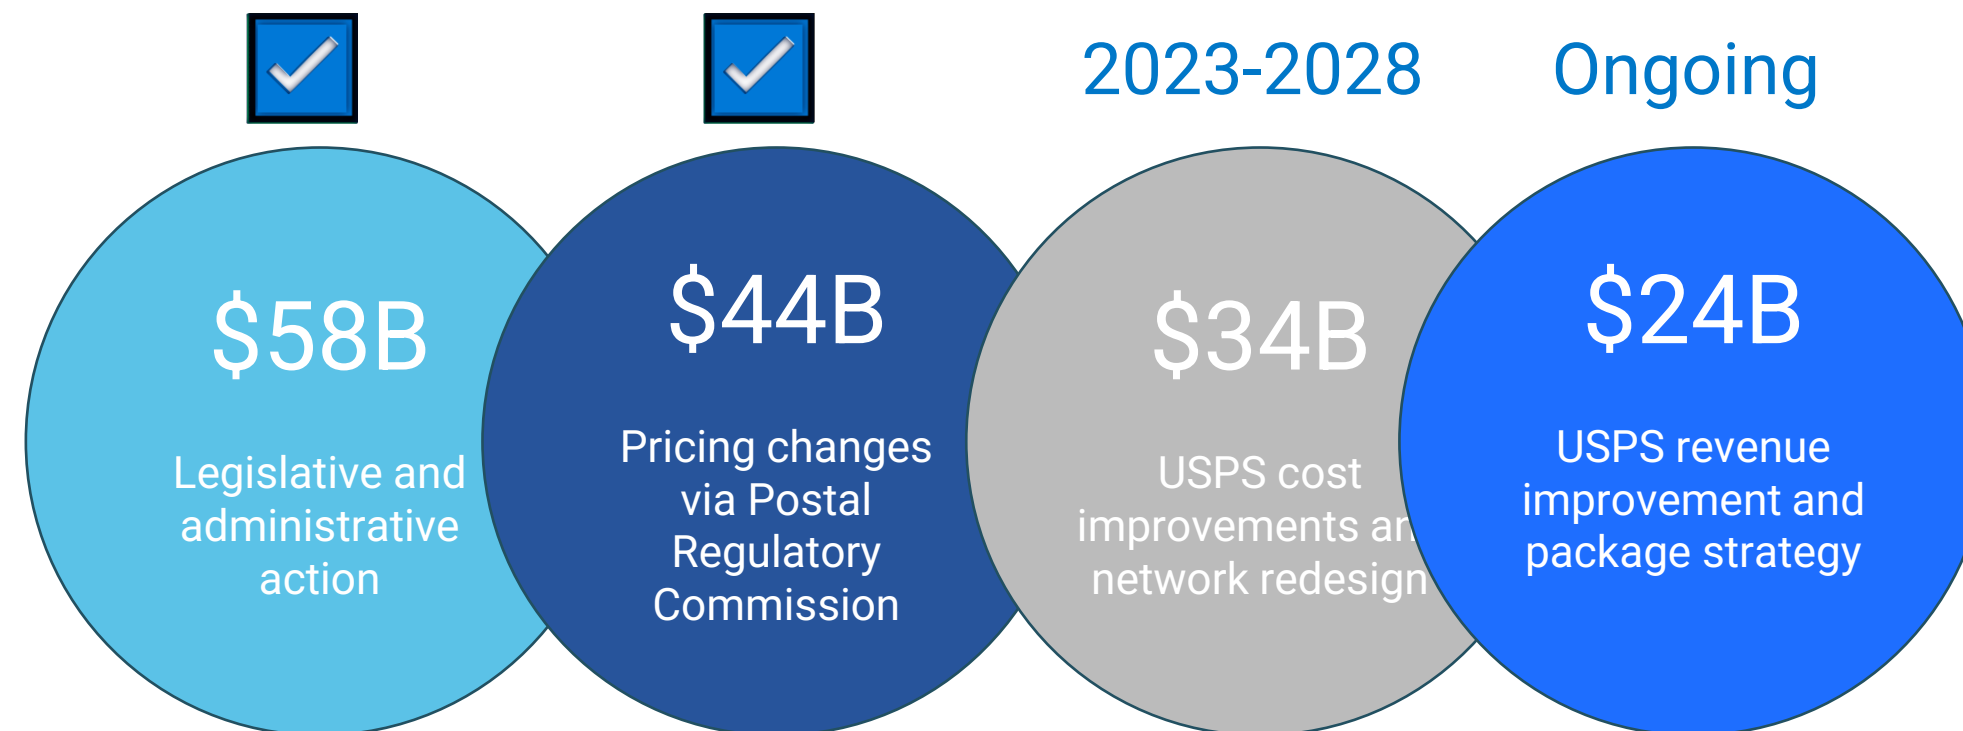 2023-2028
Ongoing
$58B
Legislative and
administrative
action
$44B
Pricing changes
via Postal
Regulatory
Commission
$34B
USPS cost
improvements
network redesign
$24B
USPS revenue
improvement and
package strategy